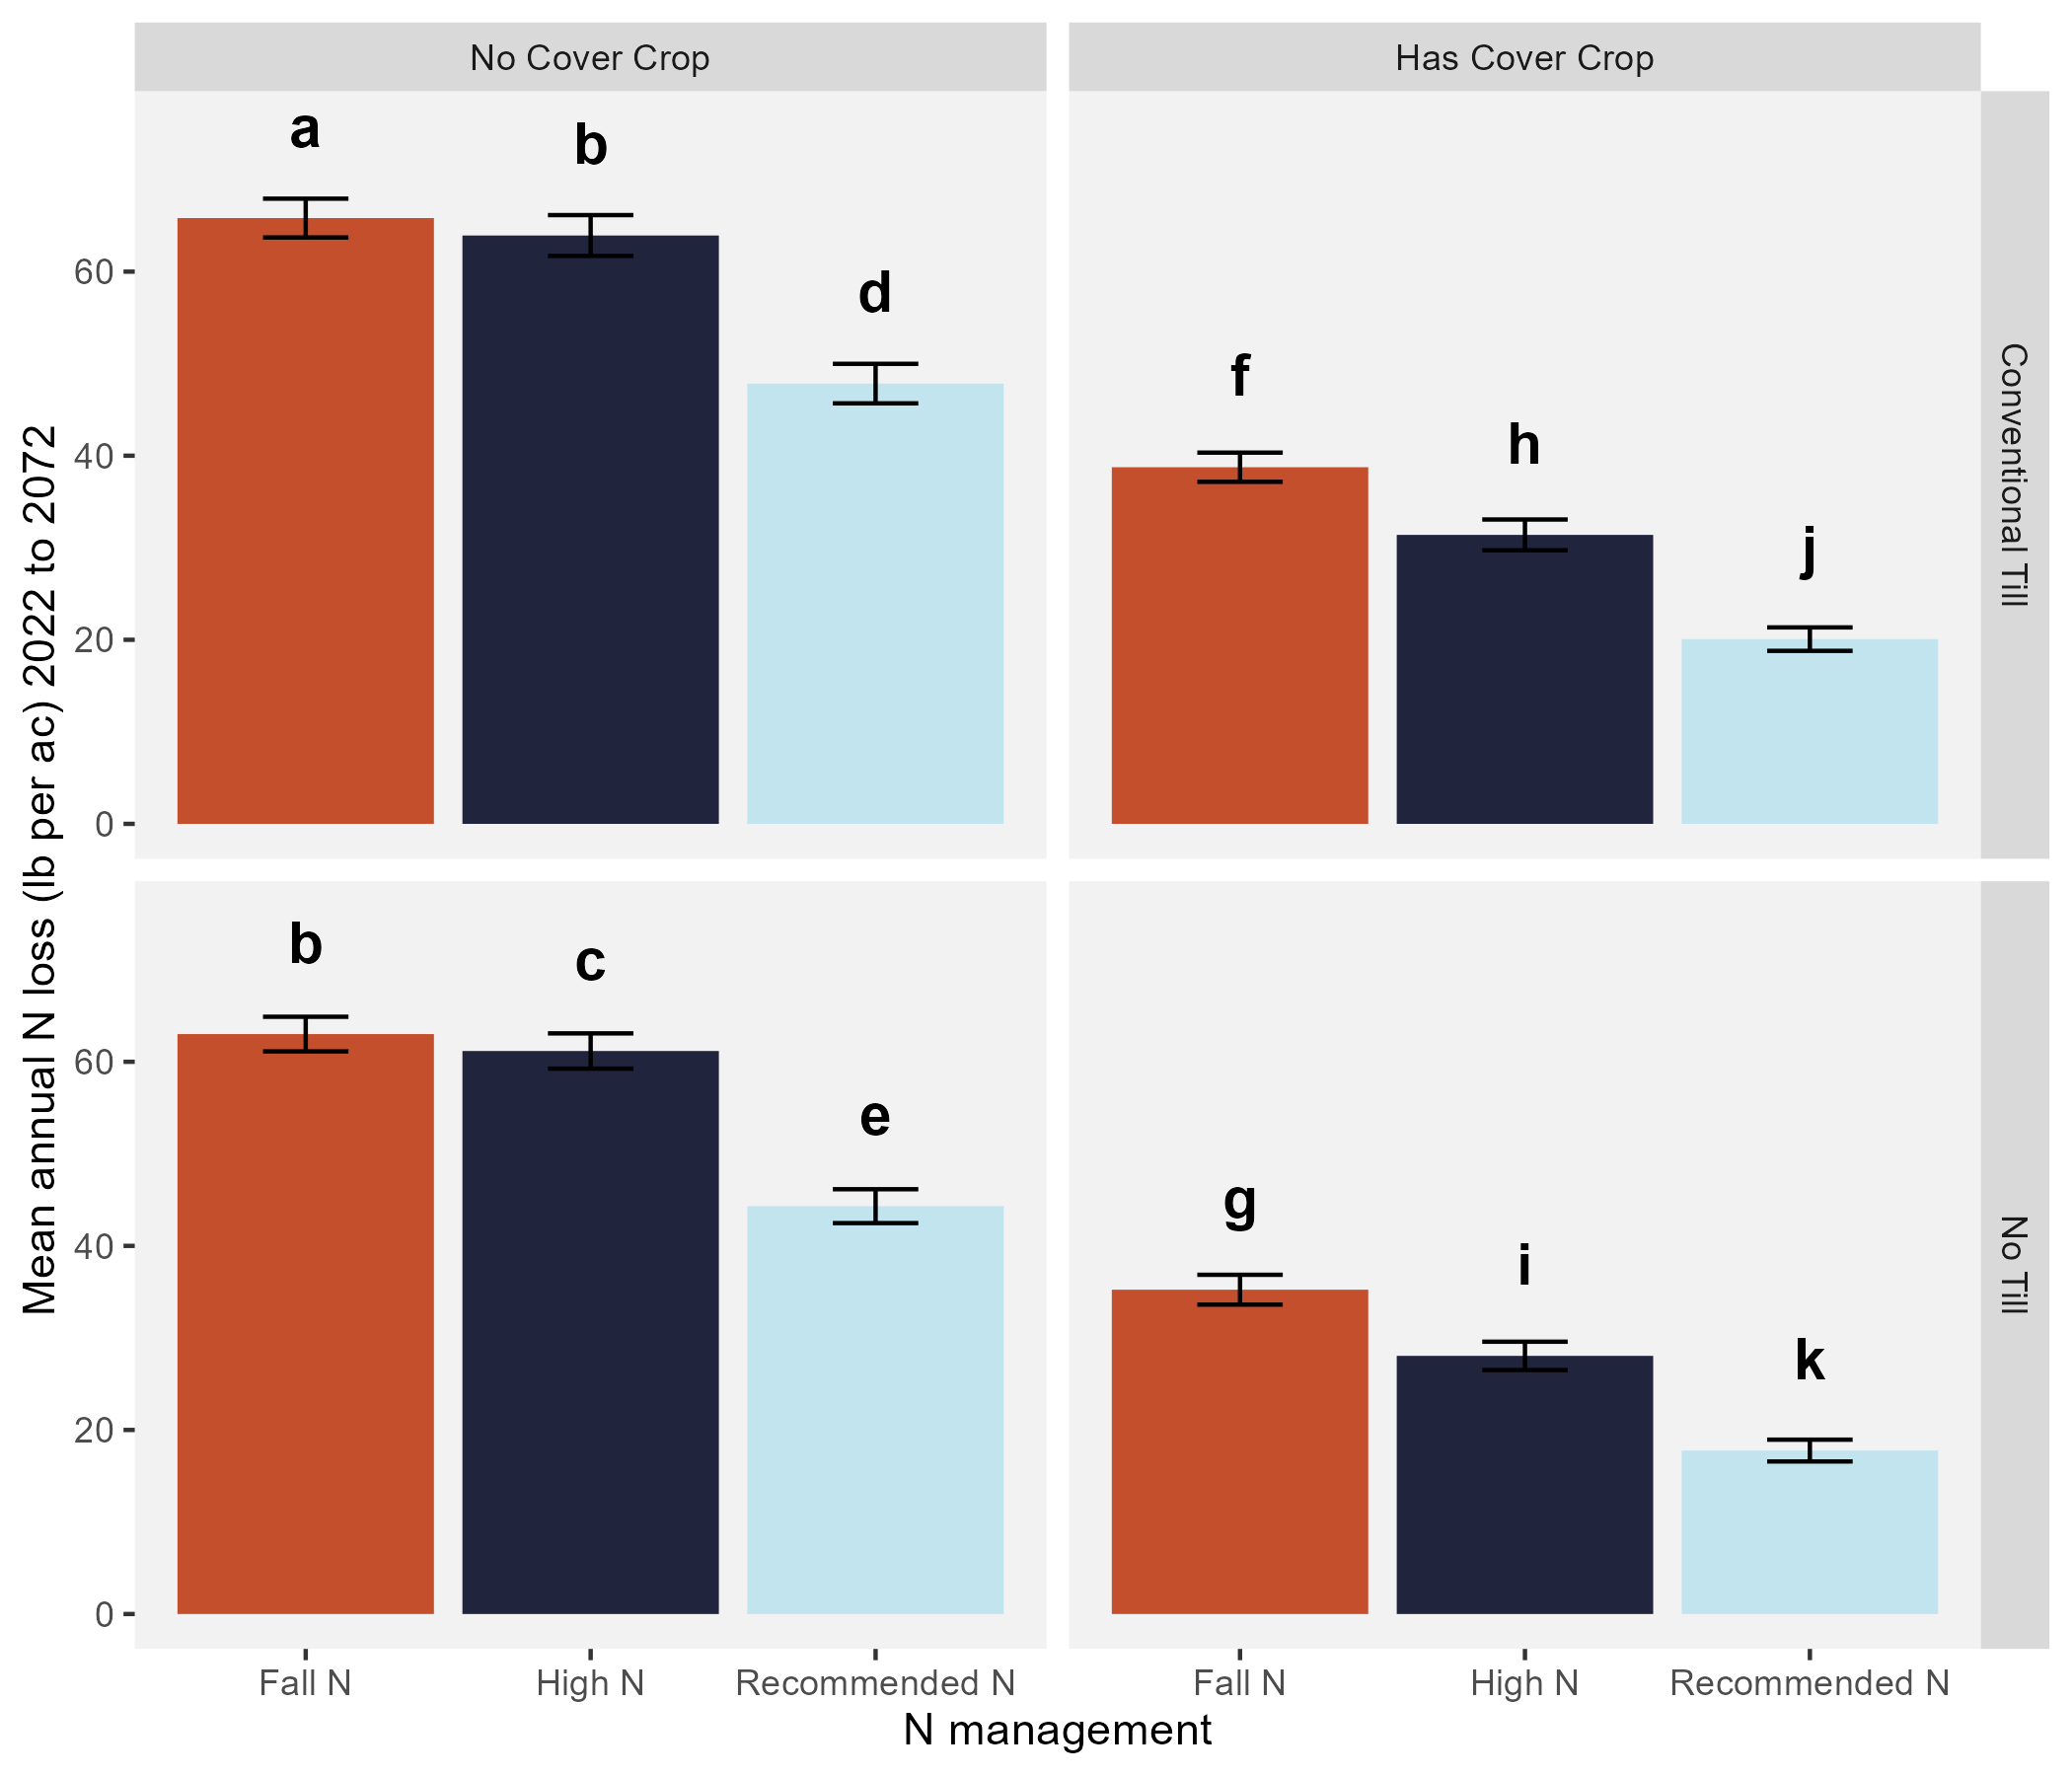 No Cover Crop
Has Cover Crop
Mean annual N loss (lb per ac) 2022 to 2072
Conventional Till
60
40
20
0
a
b
d
f
h
j
No Till
60
40
20
0
b
c
e
g
i
k
Fall N
High N
Recommended N
Fall N
High N
Recommended N
N management